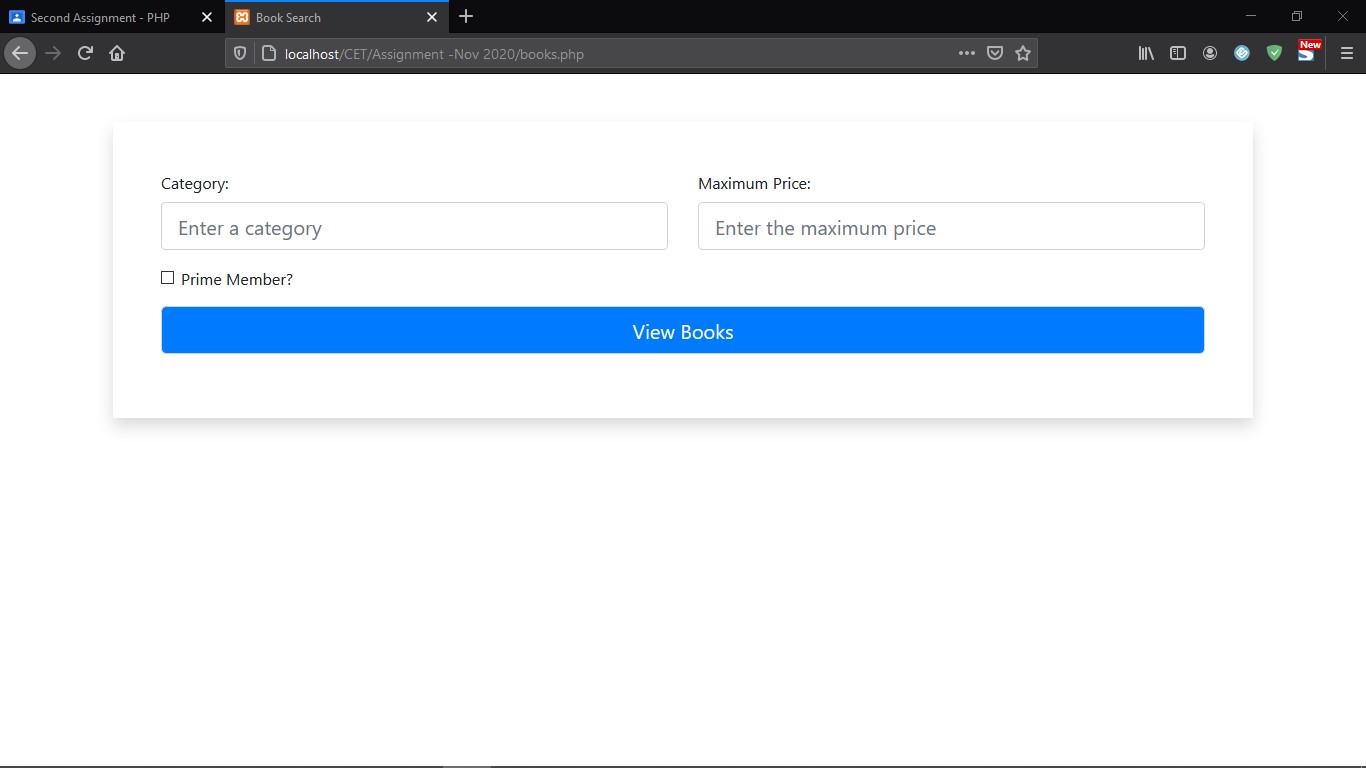 Second Assignment - PHP
Book Search
localhost/CET/Assignment -Nov 2020/books.php
New
Category:
Maximum Price:
Enter a category
Enter the maximum price
Prime Member?
View Books